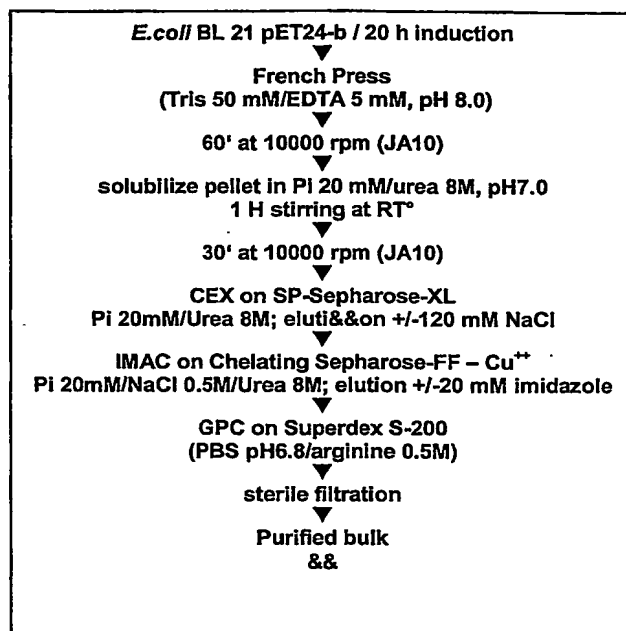 E.coli BL 21 pET24-b / 20 h induction
French Press
(Tris 50 mM/EDTA 5 mM, pH 8.0)
60' at 10000 rpm (JA10)
solubilize pellet in Pi 20 mM/urea 8M, pH7.0
1 H stirring at RT°
30' at 10000 rpm (JA10)
CEX on SP-Sepharose-XL
Pi 20mM/Urea 8M; eluti&&on +/-120 mM NaCl
IMAC on Chelating Sepharose-FF – Cu⁺⁺
Pi 20mM/NaCl 0.5M/Urea 8M; elution +/-20 mM imidazole
GPC on Superdex S-200
(PBS pH6.8/arginine 0.5M)
sterile filtration
Purified bulk
&&